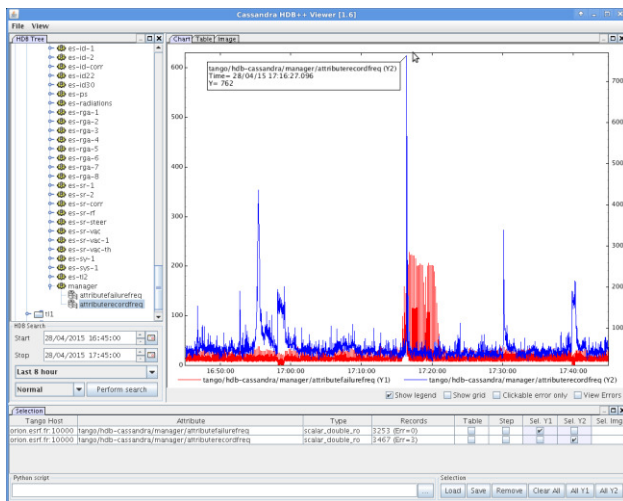 Cassandra HDB++ Viewer [1.6]
File View
HDB Tree
es-id-1
es-id-2
es-id-corr
es-id22
es-id30
es-ps
es-radiations
es-rga-1
es-rga-2
es-rga-3
es-rga-4
es-rga-5
es-rga-6
es-rga-7
es-rga-8
es-sr-1
es-sr-2
es-sr-corr
es-sr-rf
es-sr-steer
es-sr-vac
es-sr-vac-1
es-sr-vac-th
es-sy-1
es-sys-1
es-tl2
manager
attributefailurefreq
attributerecordfreq
tl1
HDB Search
Start 28/04/2015 16:45:00
Stop 28/04/2015 17:45:00
Last 8 hour
Normal Perform search
Chart Table Image
tango/hdb-cassandra/manager/attributerecordfreq (Y2)
Time= 28/04/15 17:16:27.096
Y= 762
600
500
400
300
200
100
0
700
600
500
400
300
200
100
16:50:00 17:00:00 17:10:00 17:20:00 17:30:00 17:40:00
tango/hdb-cassandra/manager/attributefailurefreq (Y1) tango/hdb-cassandra/manager/attributerecordfreq (Y2)
Show legend Show grid Clickable error only View Errors
Selection
Tango Host Attribute Type Records Table Step Sel. Y1 Sel. Y2 Sel. Img
orion.esrf.fr:10000 tango/hdb-cassandra/manager/attributefailurefreq scalar_double_ro 3253 (Err=0)
orion.esrf.fr:10000 tango/hdb-cassandra/manager/attributerecordfreq scalar_double_ro 3467 (Err=3)
Python script
...
Selection
Load Save Remove Clear All All Y1 All Y2